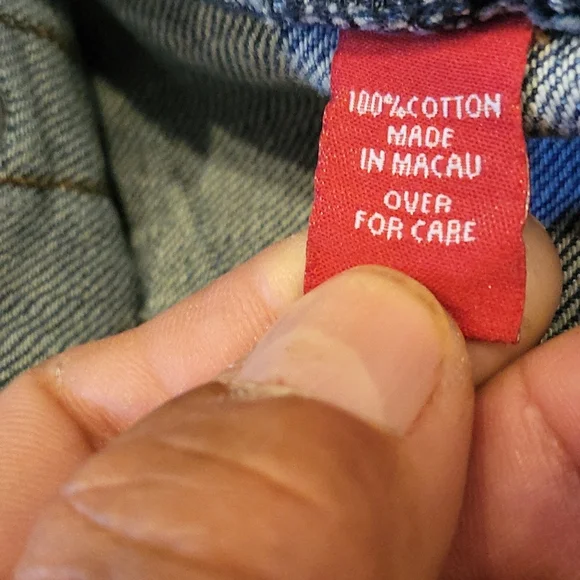 100% COTTON
MADE
IN MACAU
OVER
FOR CARE